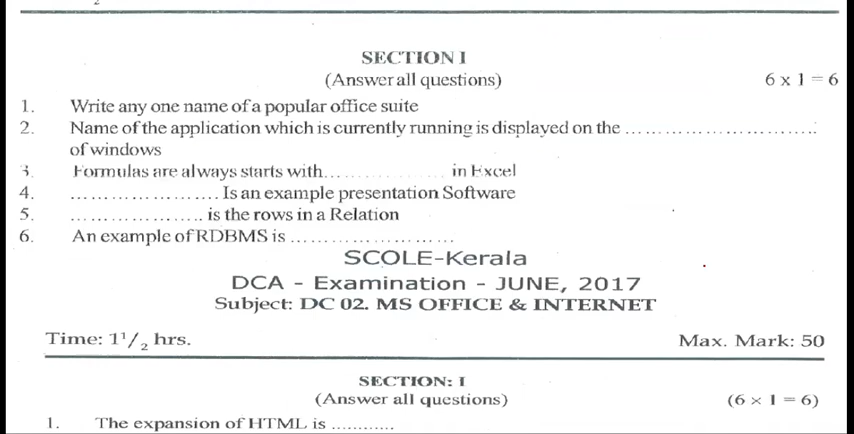 2
SECTION I
(Answer all questions) 6 x 1 = 6
1. Write any one name of a popular office suite
2. Name of the application which is currently running is displayed on the ..............................
of windows
3. Formulas are always starts with.................... in Excel
4. ...................... Is an example presentation Software
5. .................... is the rows in a Relation
6. An example of RDBMS is .........................
SCOLE-Kerala
DCA - Examination - JUNE, 2017
Subject: DC 02. MS OFFICE & INTERNET
Time: 1¹/₂ hrs. Max. Mark: 50
SECTION: I
(Answer all questions) (6 × 1 = 6)
1. The expansion of HTML is ............